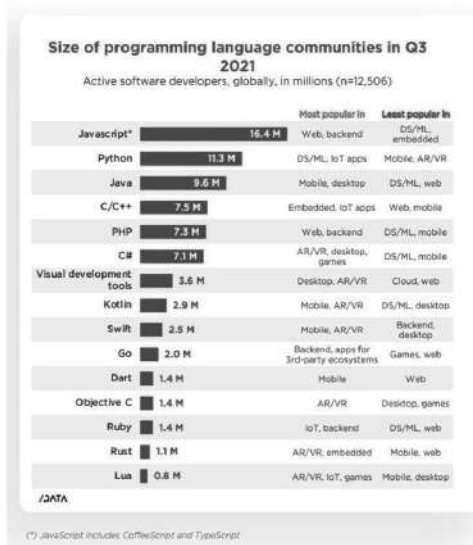 Size of programming language communities in Q3
2021
Active software developers, globally, in millions (n=12,506)
Most popular in Least popular in
Javascript* 16.4 M Web, backend DS/ML, embedded
Python 11.3 M DS/ML, IoT apps Mobile, AR/VR
Java 9.6 M Mobile, desktop DS/ML, web
C/C++ 7.5 M Embedded, IoT apps Web, mobile
PHP 7.3 M Web, backend DS/ML, mobile
C# 7.1 M AR/VR, desktop, games DS/ML, mobile
Visual development tools 3.6 M Desktop, AR/VR Cloud, web
Kotlin 2.9 M Mobile, AR/VR DS/ML, desktop
Swift 2.5 M Mobile, AR/VR Backend, desktop
Go 2.0 M Backend, apps for 3rd-party ecosystems Games, web
Dart 1.4 M Mobile Web
Objective C 1.4 M AR/VR Desktop, games
Ruby 1.4 M IoT, backend DS/ML, web
Rust 1.1 M AR/VR, embedded Mobile, web
Lua 0.8 M AR/VR, IoT, games Mobile, desktop
/DATA
(*) JavaScript includes CoffeeScript and TypeScript